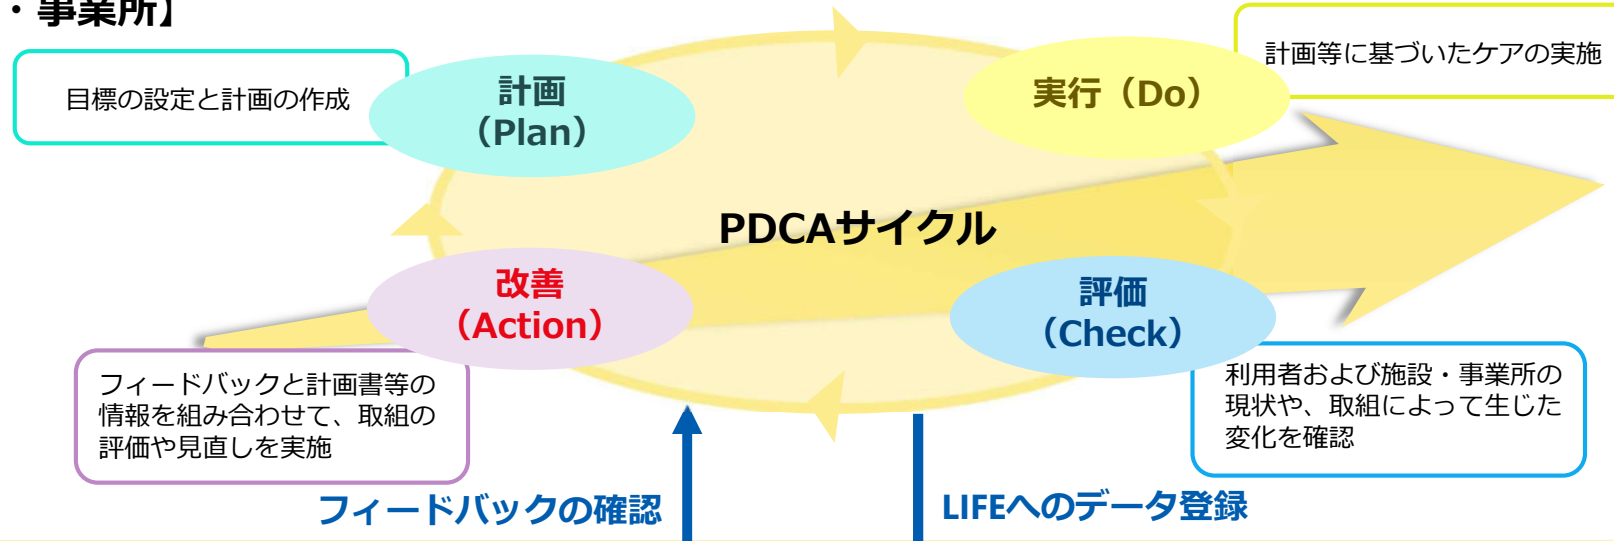 ・事業所】
目標の設定と計画の作成
計画
（Plan）
実行（Do）
計画等に基づいたケアの実施
PDCAサイクル
改善
（Action）
評価
（Check）
フィードバックと計画書等の
情報を組み合わせて、取組の
評価や見直しを実施
利用者および施設・事業所の
現状や、取組によって生じた
変化を確認
フィードバックの確認
LIFEへのデータ登録